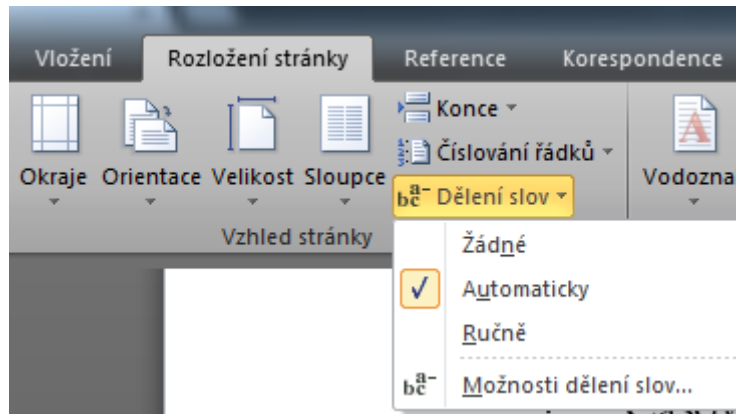 Vložení Rozložení stránky Reference Korespondence
Konce
Číslování řádků
Okraje Orientace Velikost Sloupce
Dělení slov
Vzhled stránky
Žádné
Automaticky
Ručně
Možnosti dělení slov...